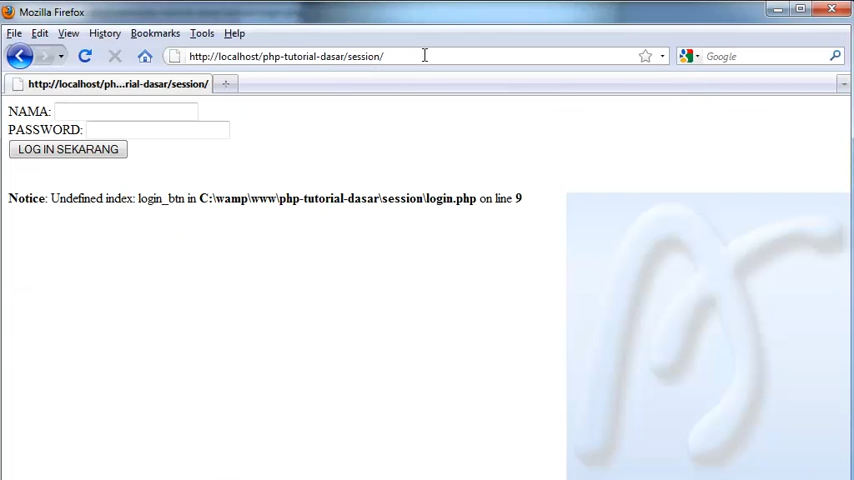 Mozilla Firefox
File Edit View History Bookmarks Tools Help
http://localhost/php-tutorial-dasar/session/
Google
http://localhost/ph...rial-dasar/session/
NAMA:
PASSWORD:
LOG IN SEKARANG
Notice: Undefined index: login_btn in C:\wamp\www\php-tutorial-dasar\session\login.php on line 9